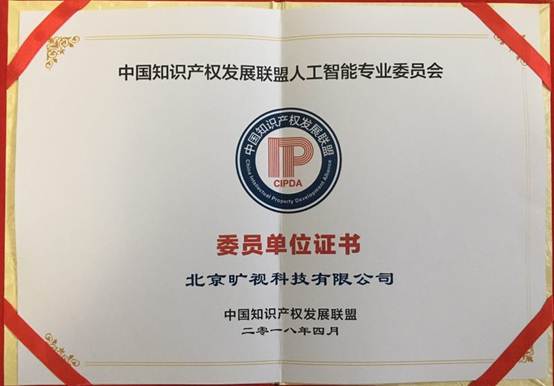 中国知识产权发展联盟人工智能专业委员会
中国知识产权发展联盟
IP
CIPDA
China Intellectual Property Development Alliance
委员单位证书
北京旷视科技有限公司
中国知识产权发展联盟
二〇一八年四月